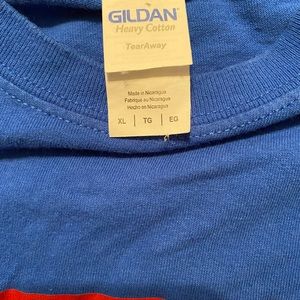 GILDAN
Heavy Cotton
TearAway
Made in Nicaragua
Fabriqué au Nicaragua
Hecho en Nicaragua
XL | TG | EG